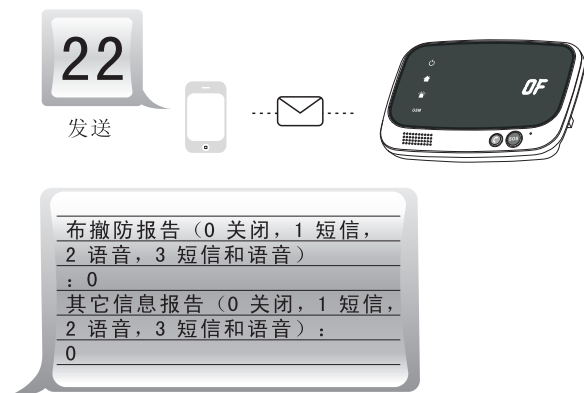 22
发送
OF
GSM
SOS
布撤防报告（0 关闭，1 短信，
2 语音，3 短信和语音）
：0
其它信息报告（0 关闭，1 短信，
2 语音，3 短信和语音）：
0